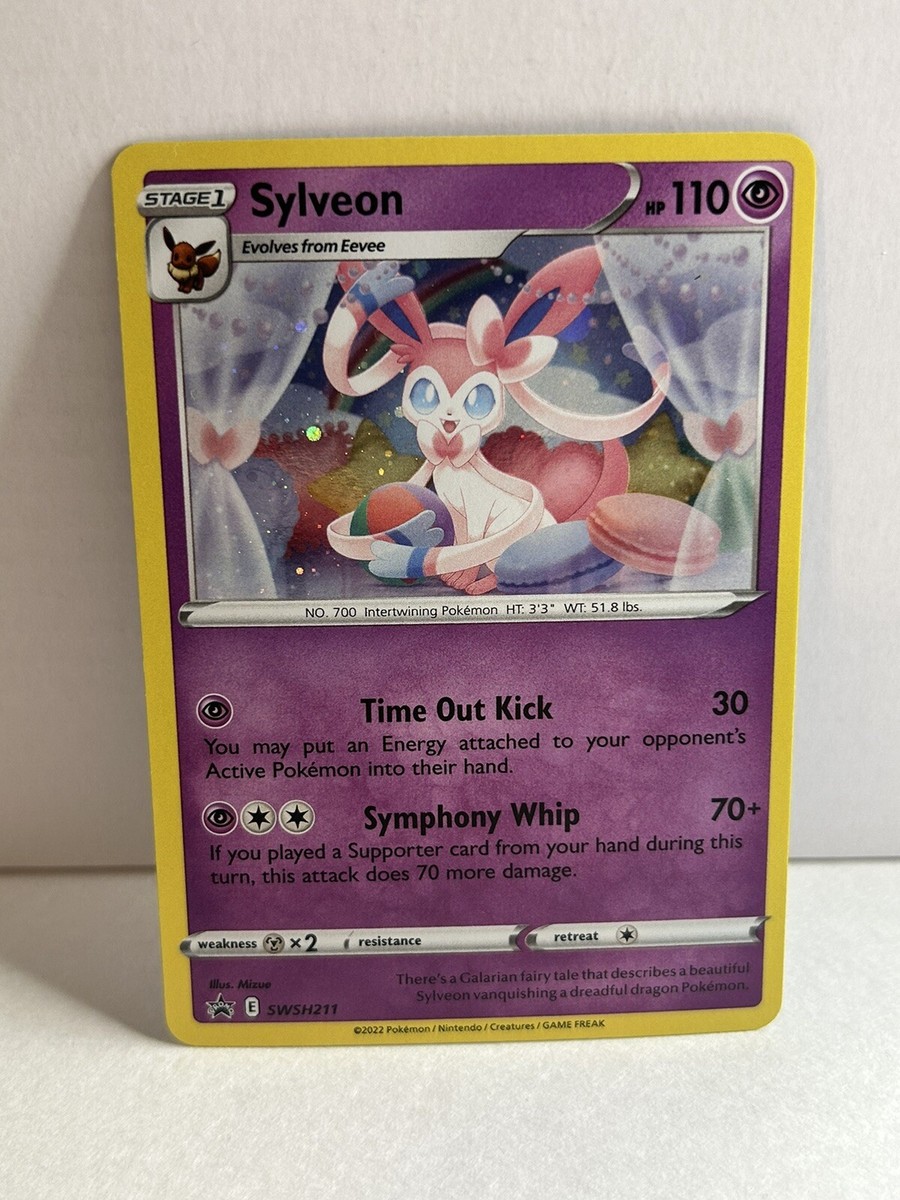 STAGE1
Sylveon
HP 110
Evolves from Eevee
NO. 700 Intertwining Pokémon HT: 3'3" WT: 51.8 lbs.
Time Out Kick 30
You may put an Energy attached to your opponent's
Active Pokémon into their hand.
Symphony Whip 70+
If you played a Supporter card from your hand during this
turn, this attack does 70 more damage.
weakness ×2 resistance retreat
Illus. Mizue
There's a Galarian fairy tale that describes a beautiful
Sylveon vanquishing a dreadful dragon Pokémon.
PROMO E SWSH211
©2022 Pokémon / Nintendo / Creatures / GAME FREAK